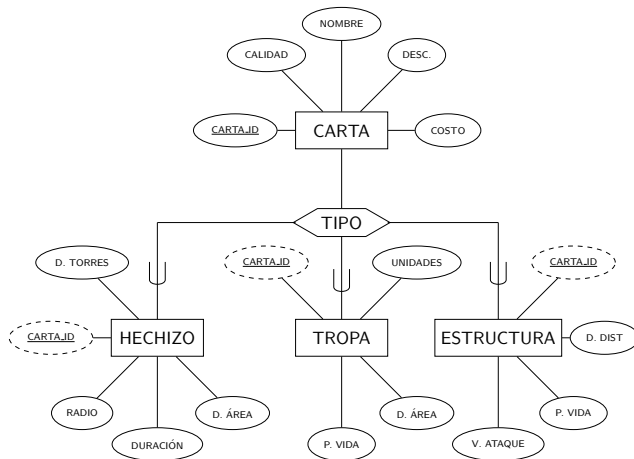 NOMBRE
CALIDAD
DESC.
CARTA_ID
CARTA
COSTO
TIPO
D. TORRES
CARTA_ID
UNIDADES
CARTA_ID
CARTA_ID
HECHIZO
TROPA
ESTRUCTURA
D. DIST
RADIO
D. ÁREA
D. ÁREA
P. VIDA
DURACIÓN
P. VIDA
V. ATAQUE